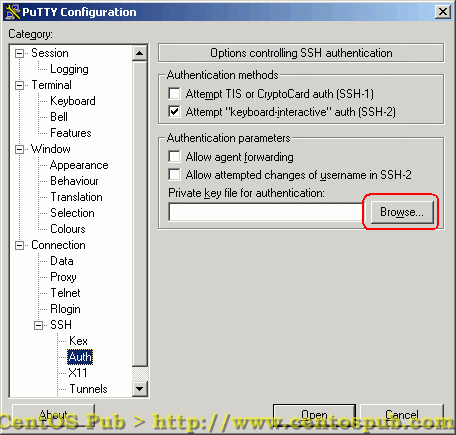 PuTTY Configuration
Category:
Session
Logging
Terminal
Keyboard
Bell
Features
Window
Appearance
Behaviour
Translation
Selection
Colours
Connection
Data
Proxy
Telnet
Rlogin
SSH
Kex
Auth
X11
Tunnels
Options controlling SSH authentication
Authentication methods
Attempt TIS or CryptoCard auth (SSH-1)
Attempt "keyboard-interactive" auth (SSH-2)
Authentication parameters
Allow agent forwarding
Allow attempted changes of username in SSH-2
Private key file for authentication:
Browse...
About
Open
Cancel
CentOS Pub > http://www.centospub.com